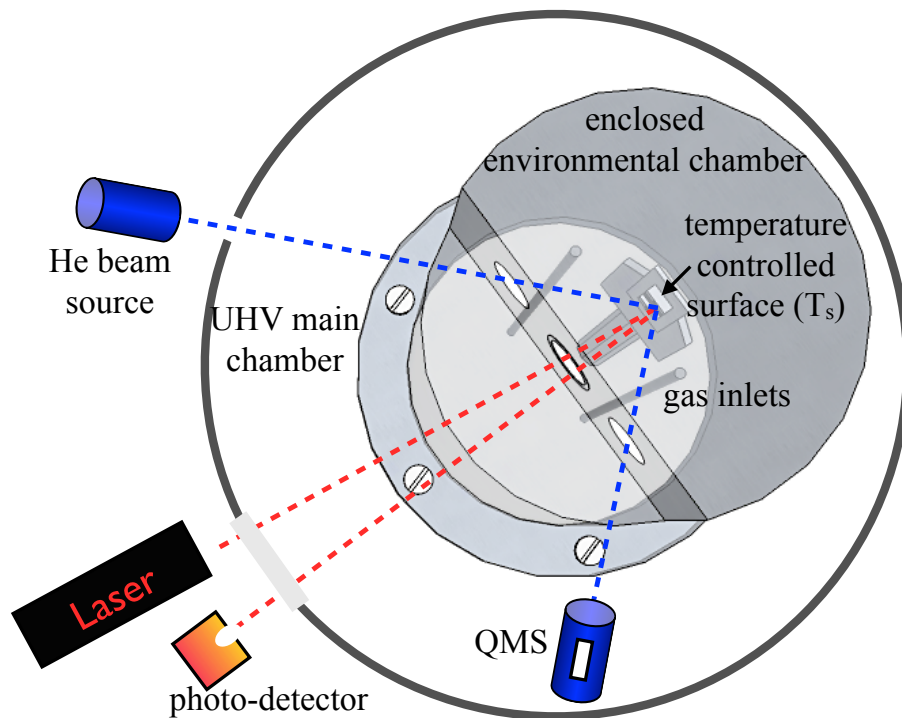 enclosed
environmental chamber
temperature
controlled
surface (Tₛ)
He beam
source
UHV main
chamber
gas inlets
Laser
QMS
photo-detector